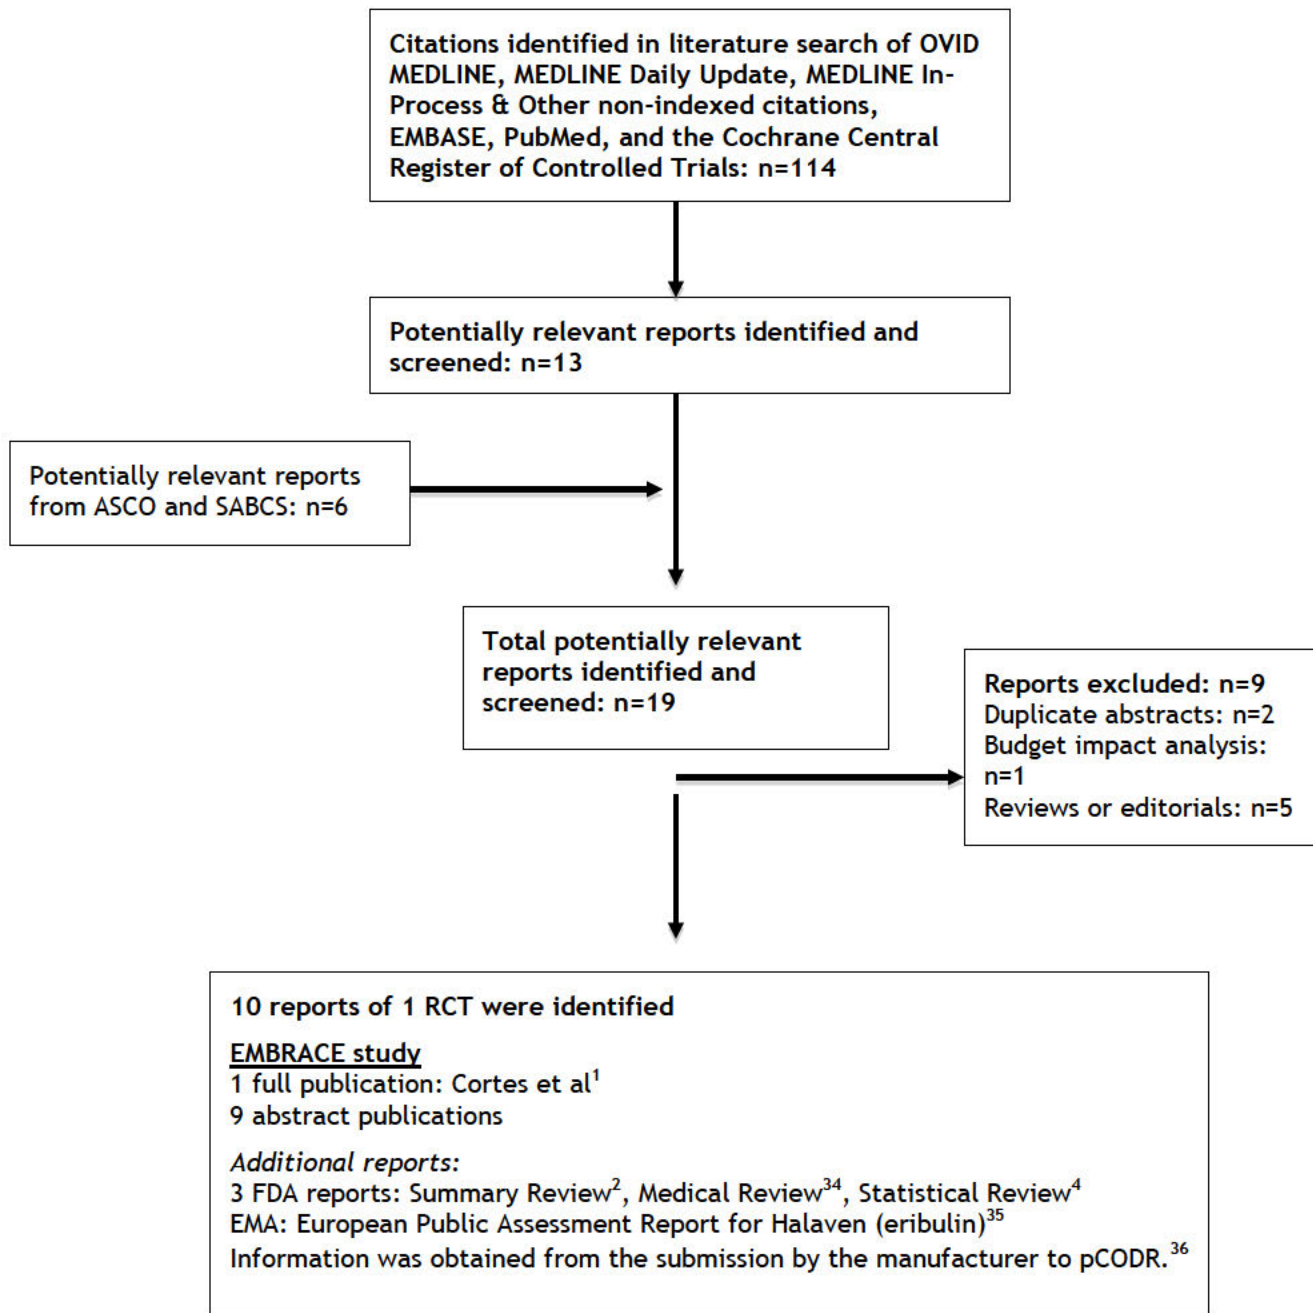 Citations identified in literature search of OVID
MEDLINE, MEDLINE Daily Update, MEDLINE In-
Process & Other non-indexed citations,
EMBASE, PubMed, and the Cochrane Central
Register of Controlled Trials: n=114
Potentially relevant reports identified and
screened: n=13
Potentially relevant reports
from ASCO and SABCS: n=6
Total potentially relevant
reports identified and
screened: n=19
Reports excluded: n=9
Duplicate abstracts: n=2
Budget impact analysis:
n=1
Reviews or editorials: n=5
10 reports of 1 RCT were identified
EMBRACE study
1 full publication: Cortes et al¹
9 abstract publications
Additional reports:
3 FDA reports: Summary Review², Medical Review³⁴, Statistical Review⁴
EMA: European Public Assessment Report for Halaven (eribulin)³⁵
Information was obtained from the submission by the manufacturer to pCODR.³⁶